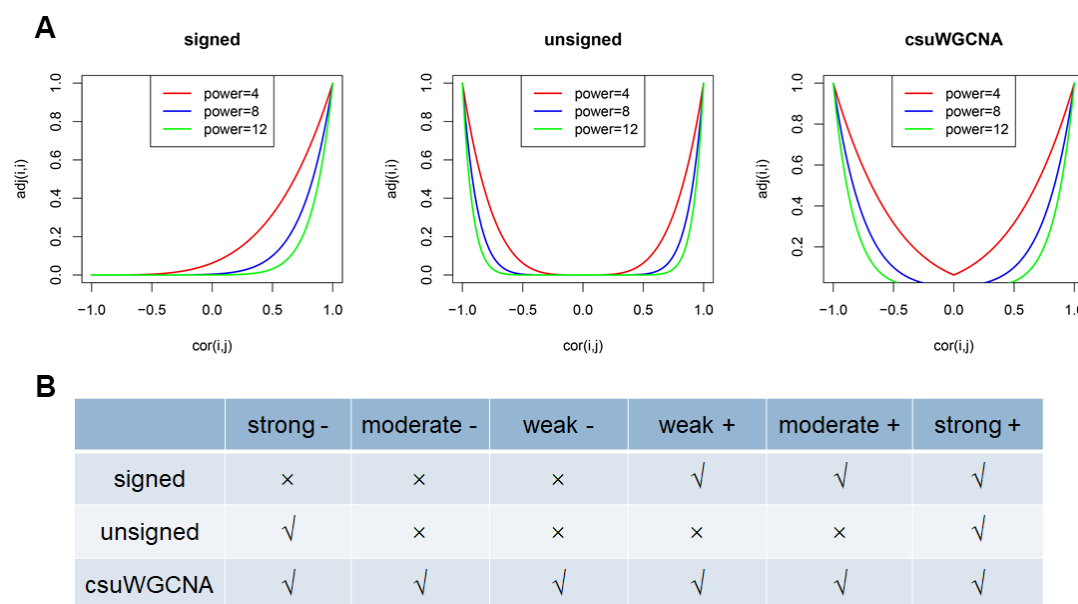 A
signed
unsigned
csuWGCNA
power=4
power=8
power=12
power=4
power=8
power=12
power=4
power=8
power=12
adj(i,i)
0.0 0.2 0.4 0.6 0.8 1.0
−1.0 −0.5 0.0 0.5 1.0
cor(i,j)
adj(i,i)
0.0 0.2 0.4 0.6 0.8 1.0
−1.0 −0.5 0.0 0.5 1.0
cor(i,j)
adj(i,i)
0.2 0.4 0.6 0.8 1.0
−1.0 −0.5 0.0 0.5 1.0
cor(i,j)
B
strong - moderate - weak - weak + moderate + strong +
signed × × × √ √ √
unsigned √ × × × × √
csuWGCNA √ √ √ √ √ √